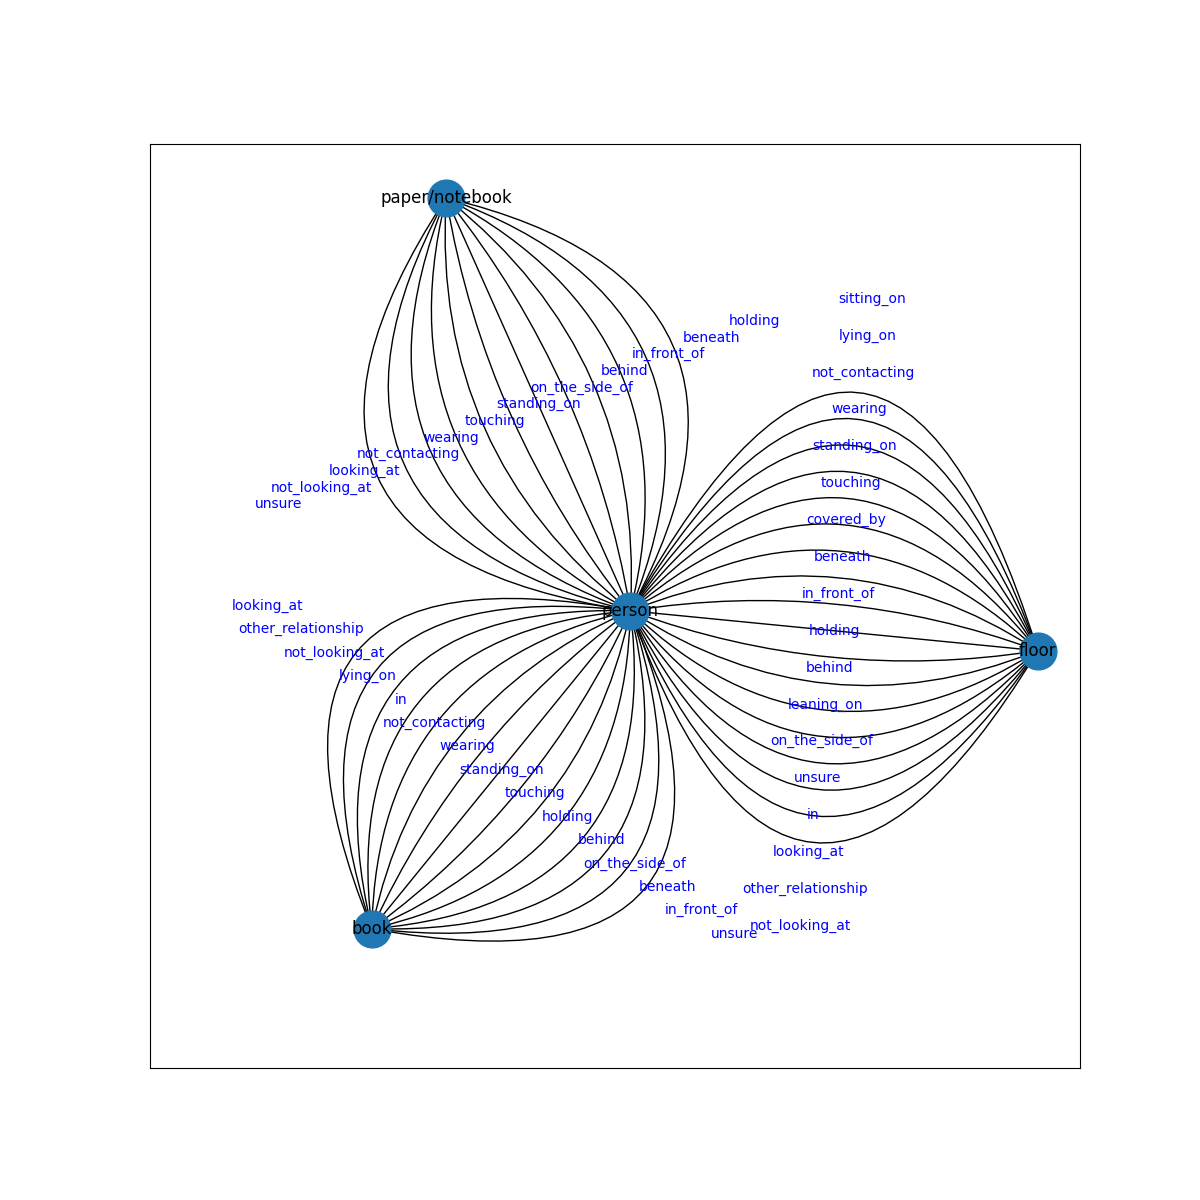 paper/notebook
sitting_on
holding
lying_on
beneath
in_front_of
behind
not_contacting
on_the_side_of
standing_on
wearing
touching
wearing
standing_on
not_contacting
looking_at
touching
not_looking_at
unsure
covered_by
beneath
in_front_of
looking_at
person
other_relationship
holding
not_looking_at
floor
behind
lying_on
in
leaning_on
not_contacting
on_the_side_of
wearing
standing_on
unsure
touching
in
holding
behind
looking_at
on_the_side_of
beneath
other_relationship
in_front_of
not_looking_at
book
unsure